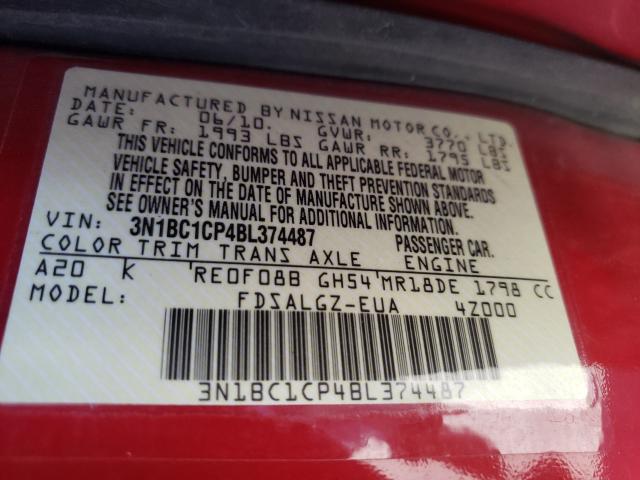 MANUFACTURED BY NISSAN MOTOR CO., LTD.
DATE: 06/10. GVWR: 3770 LBS
GAWR FR: 1993 LBS GAWR RR: 1795 LBS
THIS VEHICLE CONFORMS TO ALL APPLICABLE FEDERAL MOTOR
VEHICLE SAFETY, BUMPER AND THEFT PREVENTION STANDARDS
IN EFFECT ON THE DATE OF MANUFACTURE SHOWN ABOVE.
SEE OWNER'S MANUAL FOR ADDITIONAL INFORMATION.
VIN: 3N1BC1CP4BL374487 PASSENGER CAR.
COLOR TRIM TRANS AXLE ENGINE
A20 K RE0F08B GH54 MR18DE 1798 CC
FDSALGZ-EUA 4Z000
3N1BC1CP4BL374487